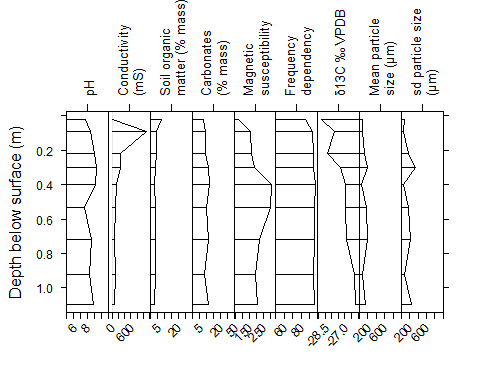 pH
Conductivity
(mS)
Soil organic
matter (% mass)
Carbonates
(% mass)
Magnetic
susceptibility
Frequency
dependency
δ13C ‰ VPDB
Mean particle
size (µm)
sd particle size
(µm)
Depth below surface (m)
0.2
0.4
0.6
0.8
1.0
6 8
0 600
5 20
5 20
50 150 250
60 80
-28.5 -27.0
200 600
200 600